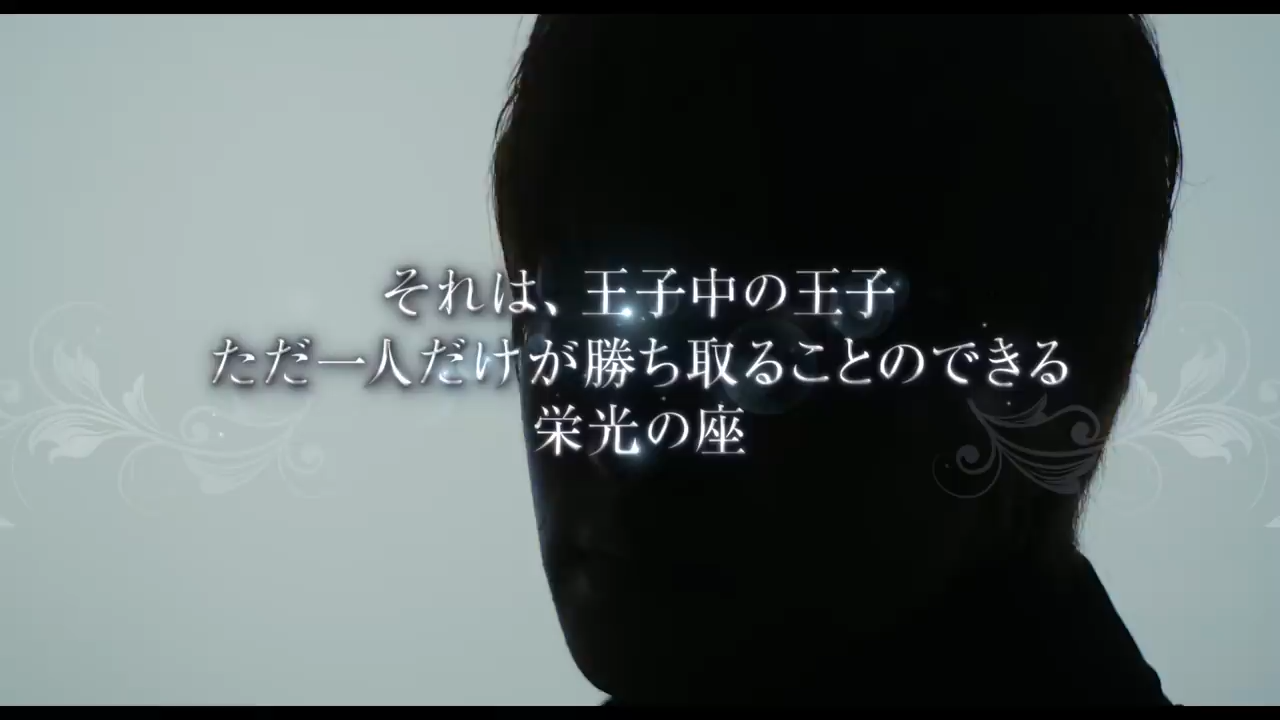 それは、王子中の王子
ただ一人だけが勝ち取ることのできる
栄光の座